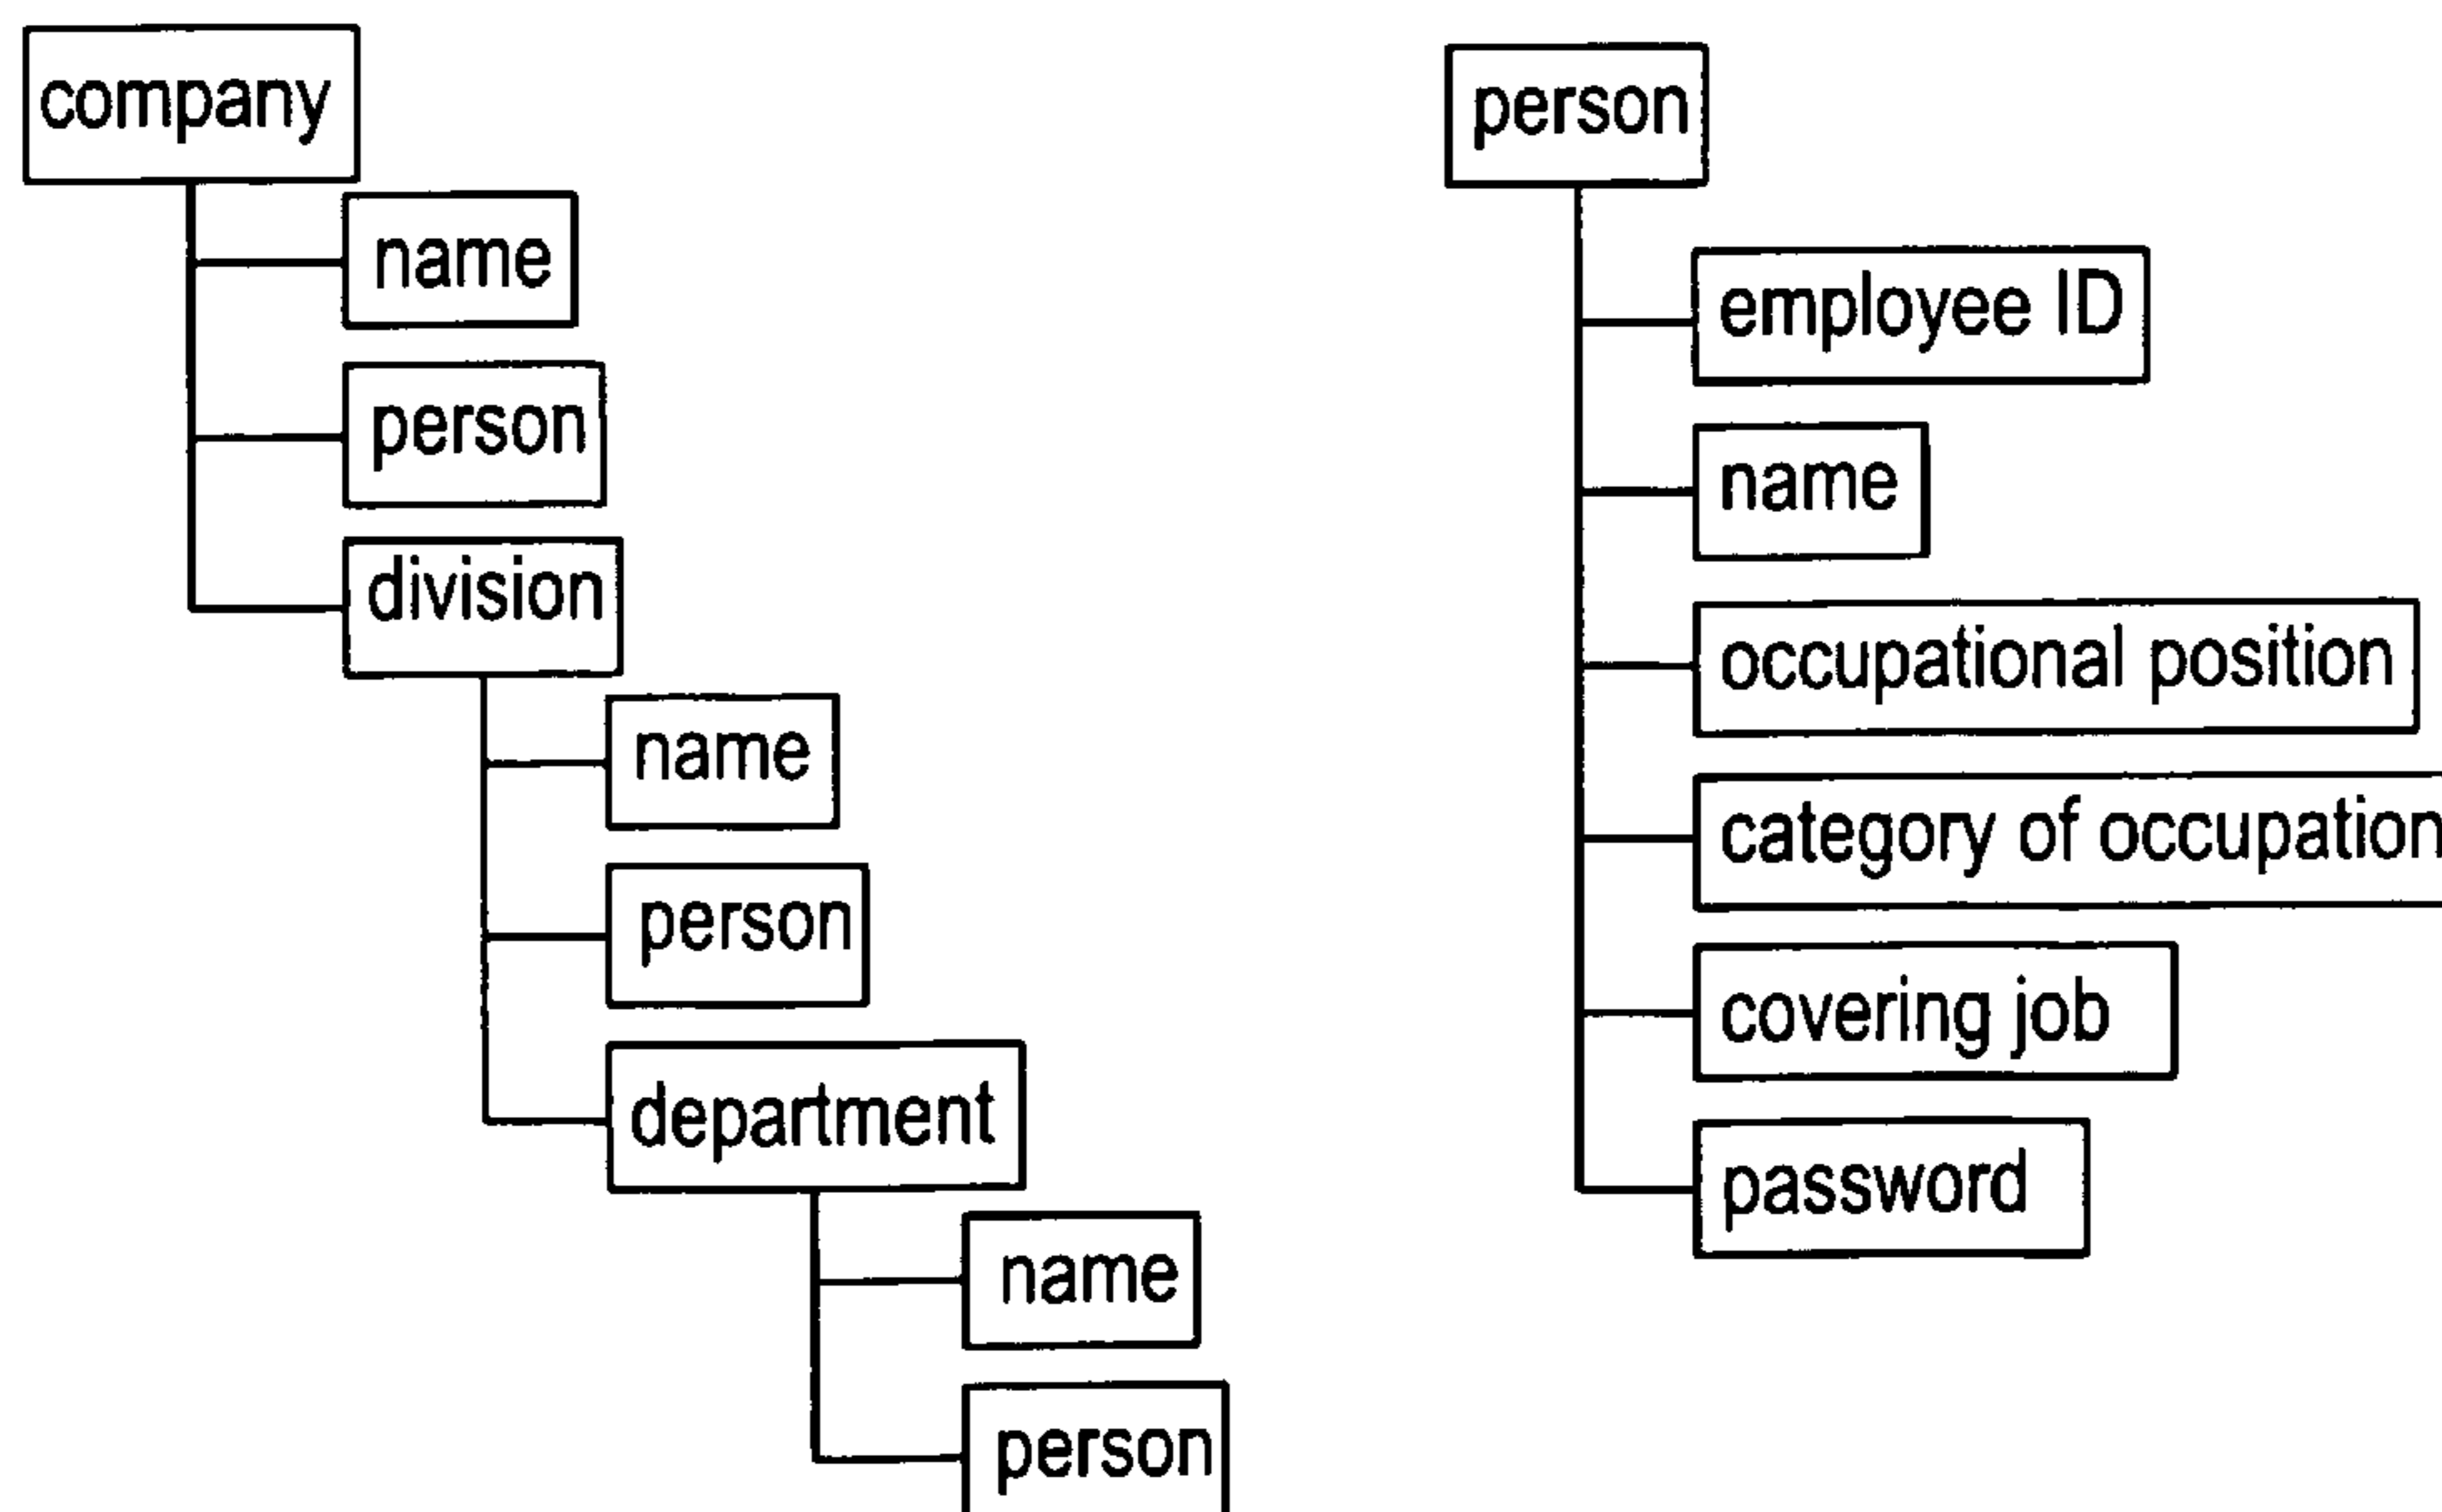 company
name
person
division
name
person
department
name
person
person
employee ID
name
occupational position
category of occupation
covering job
password